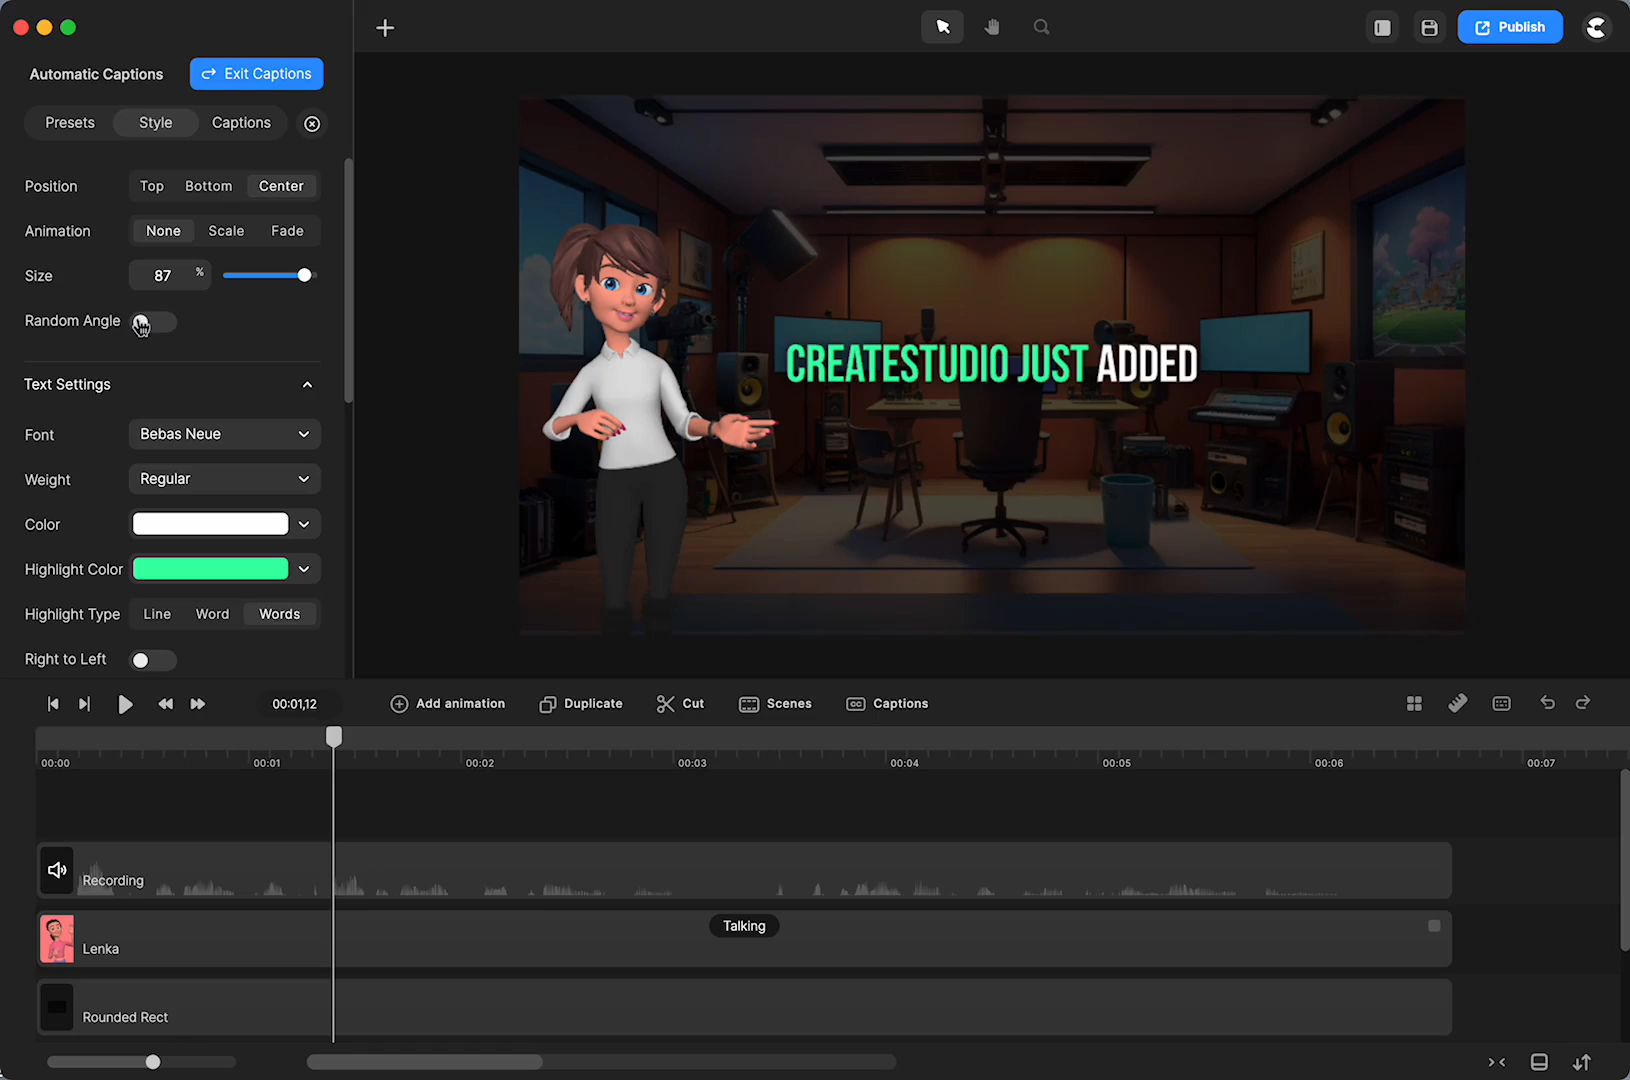 Publish
Automatic Captions
Exit Captions
Presets
Style
Captions
Position
Top
Bottom
Center
Animation
None
Scale
Fade
Size
87
%
Random Angle
Text Settings
Font
Bebas Neue
Weight
Regular
Color
Highlight Color
Highlight Type
Line
Word
Words
Right to Left
CREATESTUDIO JUST ADDED
00:01,12
Add animation
Duplicate
Cut
Scenes
CC
Captions
00:00
00:01
00:02
00:03
00:04
00:05
00:06
00:07
Recording
Talking
Lenka
Rounded Rect